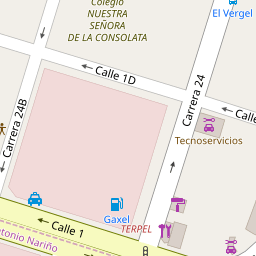 Colegio
NUESTRA
SEÑORA
DE LA CONSOLATA
El Vergel
Calle 1D
Carrera 24
Carrera 24B
Tecnoservicios
Gaxel
TERPEL
Calle 1
Antonio Nariño